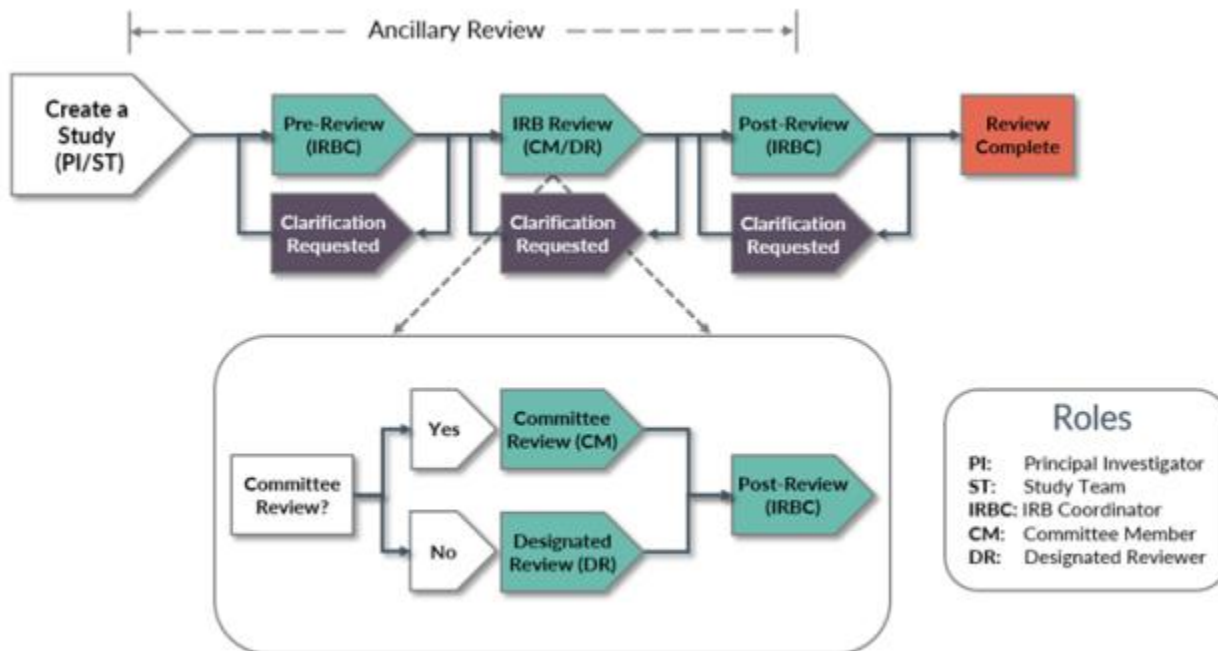 Ancillary Review
Create a
Study
(PI/ST)
Pre-Review
(IRBC)
IRB Review
(CM/DR)
Post-Review
(IRBC)
Review
Complete
Clarification
Requested
Clarification
Requested
Clarification
Requested
Committee
Review?
Yes
Committee
Review (CM)
No
Designated
Review (DR)
Post-Review
(IRBC)
Roles
PI: Principal Investigator
ST: Study Team
IRBC: IRB Coordinator
CM: Committee Member
DR: Designated Reviewer